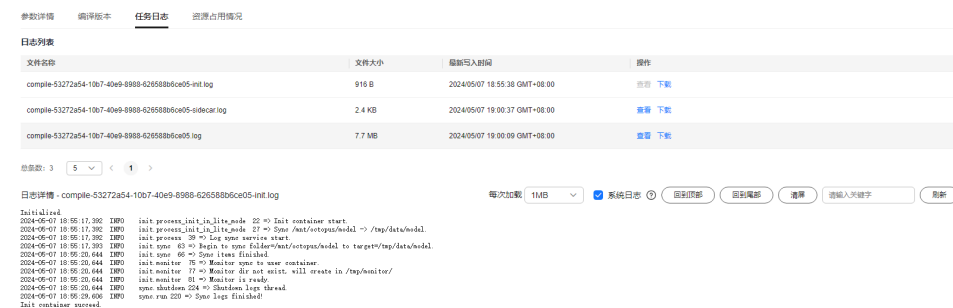 参数详情 编译版本 任务日志 资源占用情况
日志列表
文件名称 文件大小 最新写入时间 操作
compile-53272a54-10b7-40e9-8988-626588b6ce05-init.log 916 B 2024/05/07 18:55:38 GMT+08:00 查看 下载
compile-53272a54-10b7-40e9-8988-626588b6ce05-sidecar.log 2.4 KB 2024/05/07 19:00:37 GMT+08:00 查看 下载
compile-53272a54-10b7-40e9-8988-626588b6ce05.log 7.7 MB 2024/05/07 19:00:09 GMT+08:00 查看 下载
总条数: 3 5 < 1 >
日志详情 - compile-53272a54-10b7-40e9-8988-626588b6ce05-init.log 每次加载 1MB 系统日志 ? 回到顶部 回到尾部 清屏 请输入关键字 刷新
Initialized
2024-05-07 18:55:17,392 INFO init.process_init_in_lite_mode 22 => Init container start.
2024-05-07 18:55:17,392 INFO init.process_init_in_lite_mode 27 => Sync /mnt/octopus/model -> /tmp/data/model.
2024-05-07 18:55:17,392 INFO init.process 39 => Log sync service start.
2024-05-07 18:55:17,393 INFO init.sync 63 => Begin to sync folder=/mnt/octopus/model to target=/tmp/data/model.
2024-05-07 18:55:20,644 INFO init.sync 66 => Sync items finished.
2024-05-07 18:55:20,644 INFO init.monitor 75 => Monitor sync to user container.
2024-05-07 18:55:20,644 INFO init.monitor 77 => Monitor dir not exist, will create in /tmp/monitor/
2024-05-07 18:55:20,644 INFO init.monitor 81 => Monitor is ready.
2024-05-07 18:55:20,644 INFO sync.shutdown 224 => Shutdown logs thread
2024-05-07 18:55:29,606 INFO sync.run 220 => Sync logs finished!
Init container succeed.